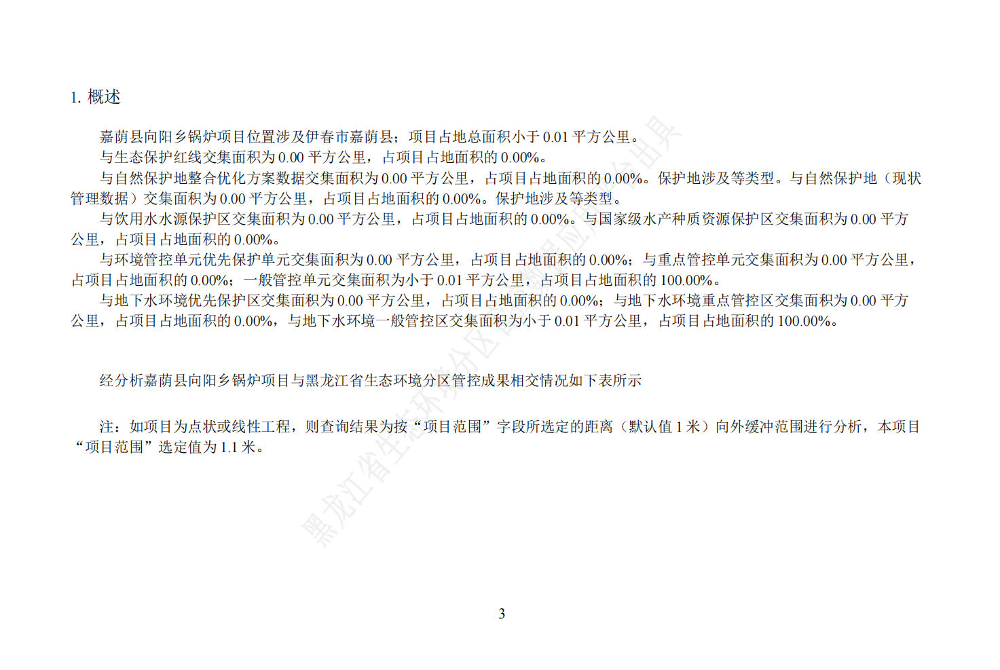 1. 概述
嘉荫县向阳乡锅炉项目位置涉及伊春市嘉荫县；项目占地总面积小于 0.01 平方公里。
与生态保护红线交集面积为 0.00 平方公里，占项目占地面积的 0.00%。
与自然保护地整合优化方案数据交集面积为 0.00 平方公里，占项目占地面积的 0.00%。保护地涉及等类型。与自然保护地（现状
管理数据）交集面积为 0.00 平方公里，占项目占地面积的 0.00%。保护地涉及等类型。
与饮用水水源保护区交集面积为 0.00 平方公里，占项目占地面积的 0.00%。与国家级水产种质资源保护区交集面积为 0.00 平方
公里，占项目占地面积的 0.00%。
与环境管控单元优先保护单元交集面积为 0.00 平方公里，占项目占地面积的 0.00%；与重点管控单元交集面积为 0.00 平方公里，
占项目占地面积的 0.00%；一般管控单元交集面积为小于 0.01 平方公里，占项目占地面积的 100.00%。
与地下水环境优先保护区交集面积为 0.00 平方公里，占项目占地面积的 0.00%；与地下水环境重点管控区交集面积为 0.00 平方
公里，占项目占地面积的 0.00%，与地下水环境一般管控区交集面积为小于 0.01 平方公里，占项目占地面积的 100.00%。
经分析嘉荫县向阳乡锅炉项目与黑龙江省生态环境分区管控成果相交情况如下表所示
注：如项目为点状或线性工程，则查询结果为按“项目范围”字段所选定的距离（默认值 1 米）向外缓冲范围进行分析，本项目
“项目范围”选定值为 1.1 米。
黑龙江省生态环境分区管控数据应用平台出具
3